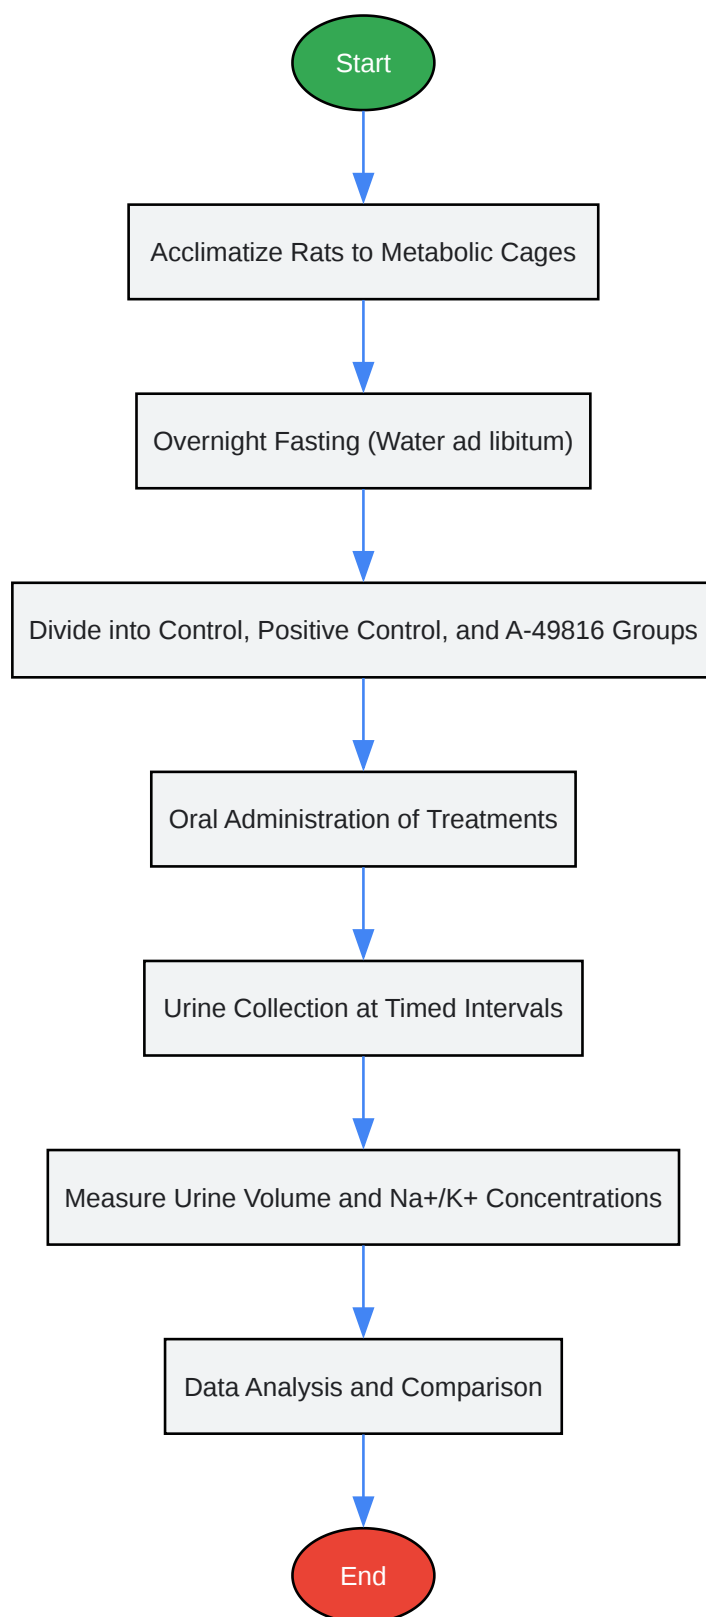 Start
Acclimatize Rats to Metabolic Cages
Overnight Fasting (Water ad libitum)
Divide into Control, Positive Control, and A-49816 Groups
Oral Administration of Treatments
Urine Collection at Timed Intervals
Measure Urine Volume and Na+/K+ Concentrations
Data Analysis and Comparison
End